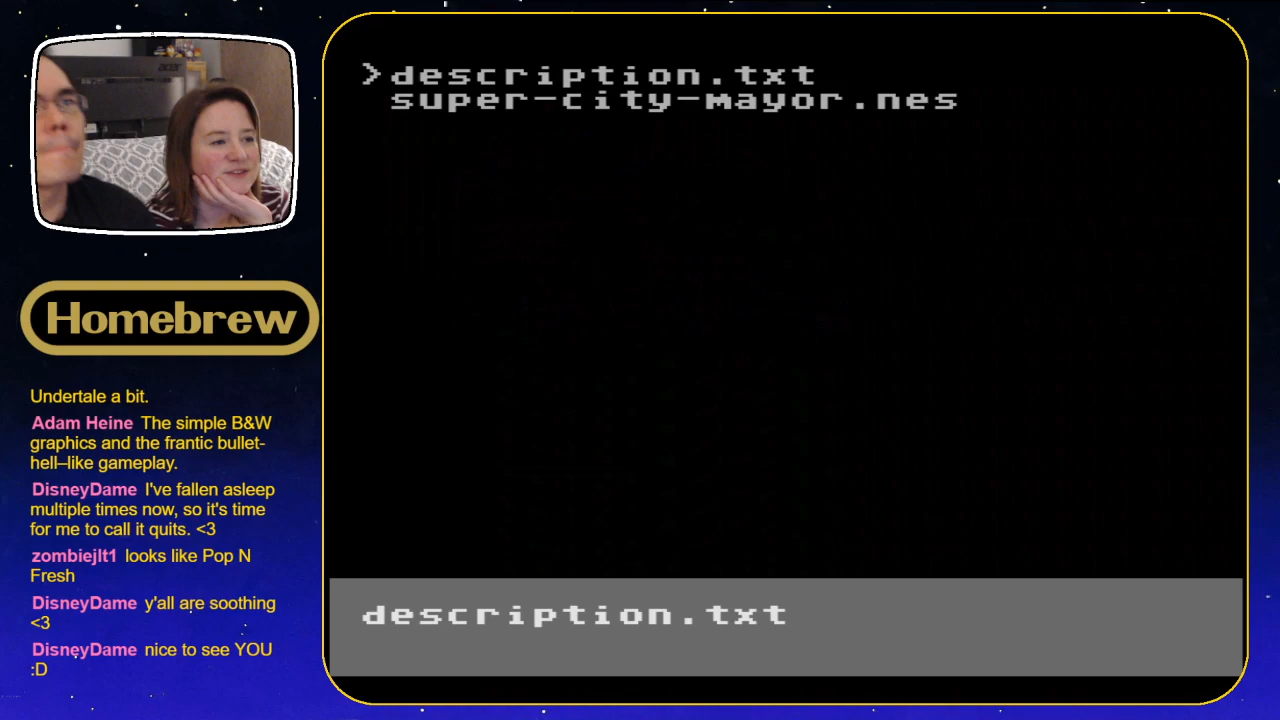 acer
>description.txt
super-city-mayor.nes
Homebrew
Undertale a bit.
Adam Heine The simple B&W
graphics and the frantic bullet-
hell–like gameplay.
DisneyDame I've fallen asleep
multiple times now, so it's time
for me to call it quits. <3
zombiejlt1 looks like Pop N
Fresh
DisneyDame y'all are soothing
<3
DisneyDame nice to see YOU
:D
description.txt